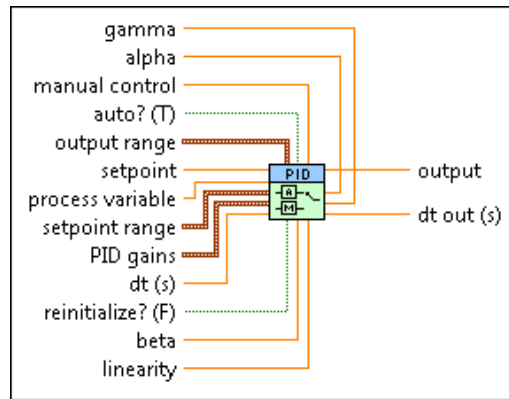 gamma
alpha
manual control
auto? (T)
output range
setpoint
process variable
setpoint range
PID gains
dt (s)
reinitialize? (F)
beta
linearity
PID
A
M
output
dt out (s)